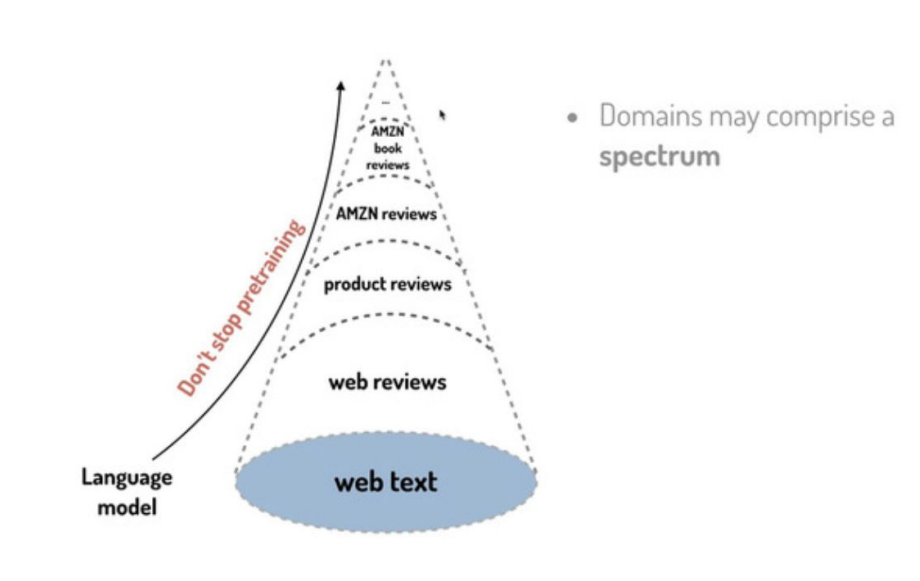 ...
AMZN
book
reviews
AMZN reviews
product reviews
web reviews
web text
Don't stop pretraining
Language
model
• Domains may comprise a
spectrum